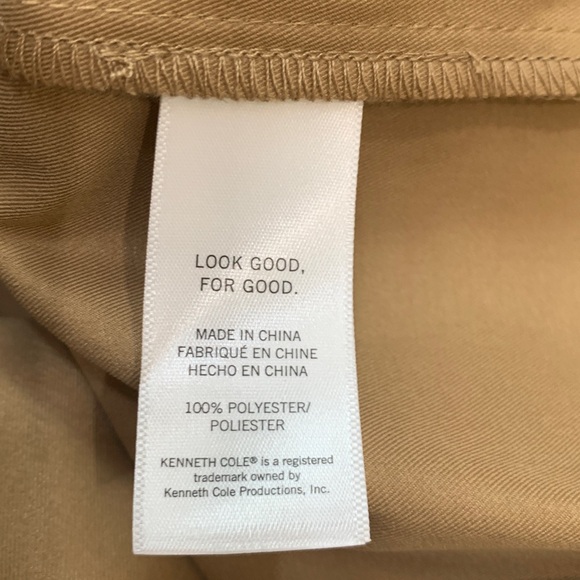 LOOK GOOD,
FOR GOOD.
MADE IN CHINA
FABRIQUÉ EN CHINE
HECHO EN CHINA
100% POLYESTER/
POLIESTER
KENNETH COLE® is a registered
trademark owned by
Kenneth Cole Productions, Inc.